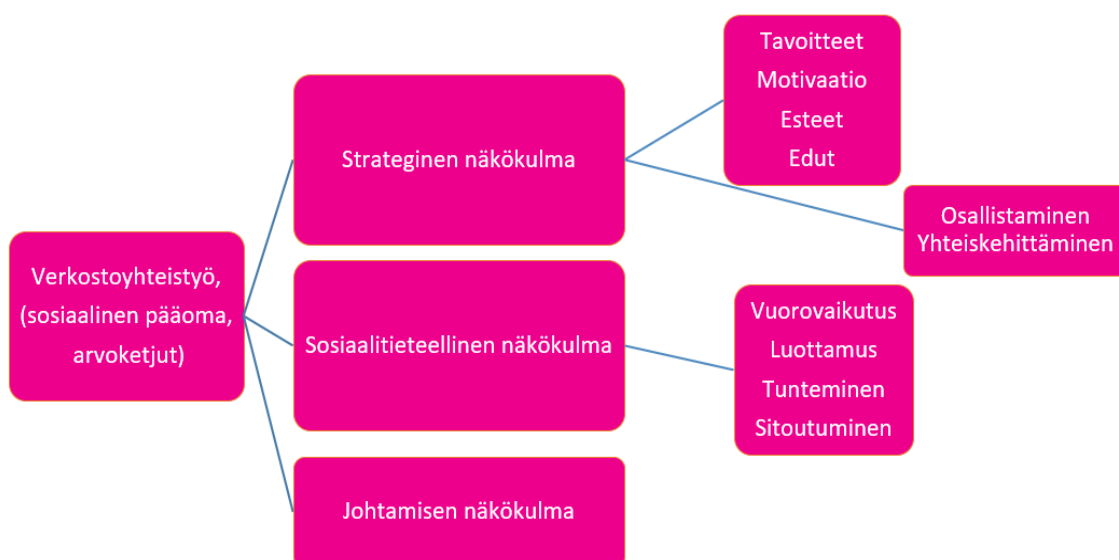 Verkostoyhteistyö,
(sosiaalinen pääoma,
arvoketjut)
Strateginen näkökulma
Tavoitteet
Motivaatio
Esteet
Edut
Osallistaminen
Yhteiskehittäminen
Sosiaalitieteellinen näkökulma
Vuorovaikutus
Luottamus
Tunteminen
Sitoutuminen
Johtamisen näkökulma